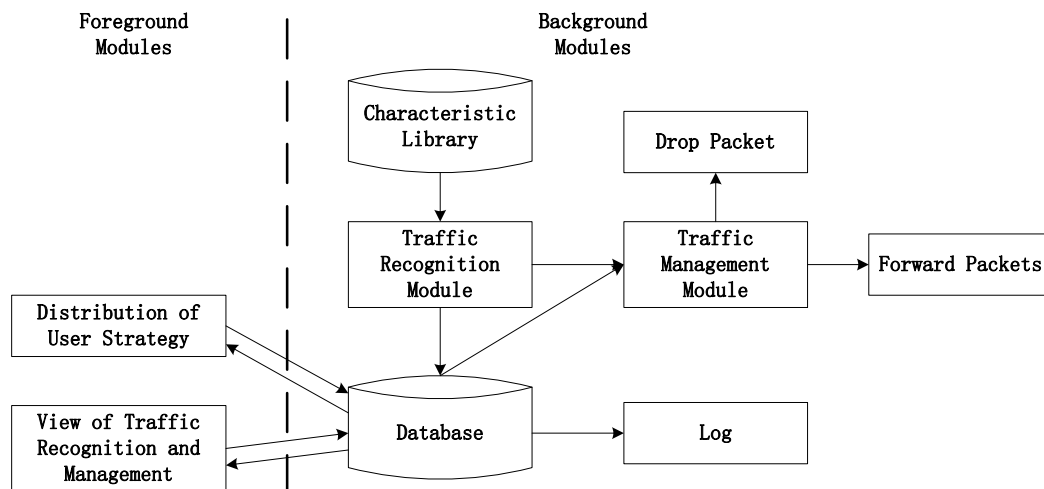 Foreground
Modules
Background
Modules
Characteristic
Library
Drop Packet
Traffic
Recognition
Module
Traffic
Management
Module
Forward Packets
Distribution of
User Strategy
View of Traffic
Recognition and
Management
Database
Log